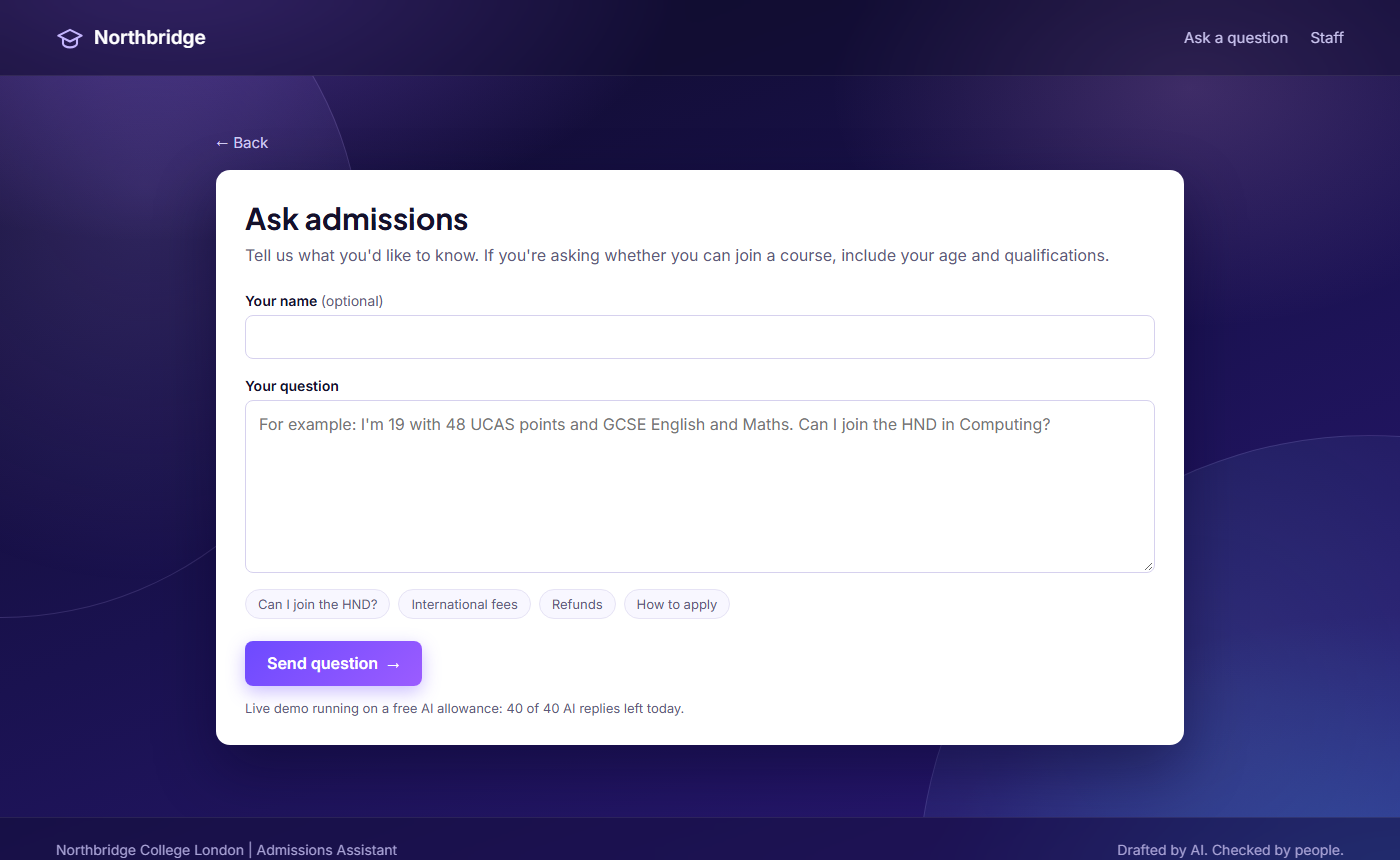 Northbridge
Ask a question
Staff
← Back
Ask admissions
Tell us what you'd like to know. If you're asking whether you can join a course, include your age and qualifications.
Your name (optional)
Your question
For example: I'm 19 with 48 UCAS points and GCSE English and Maths. Can I join the HND in Computing?
Can I join the HND?
International fees
Refunds
How to apply
Send question →
Live demo running on a free AI allowance: 40 of 40 AI replies left today.
Northbridge College London | Admissions Assistant
Drafted by AI. Checked by people.